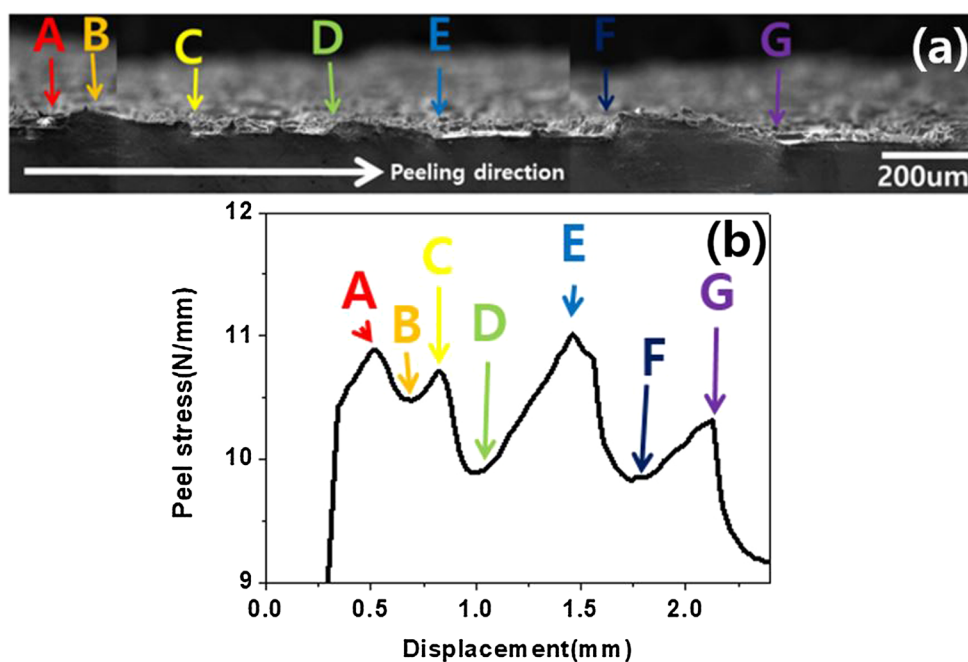 A B C D E F G (a)
Peeling direction
200um
(b)
A B C D E F G
Peel stress(N/mm)
12
11
10
9
0.0 0.5 1.0 1.5 2.0
Displacement(mm)